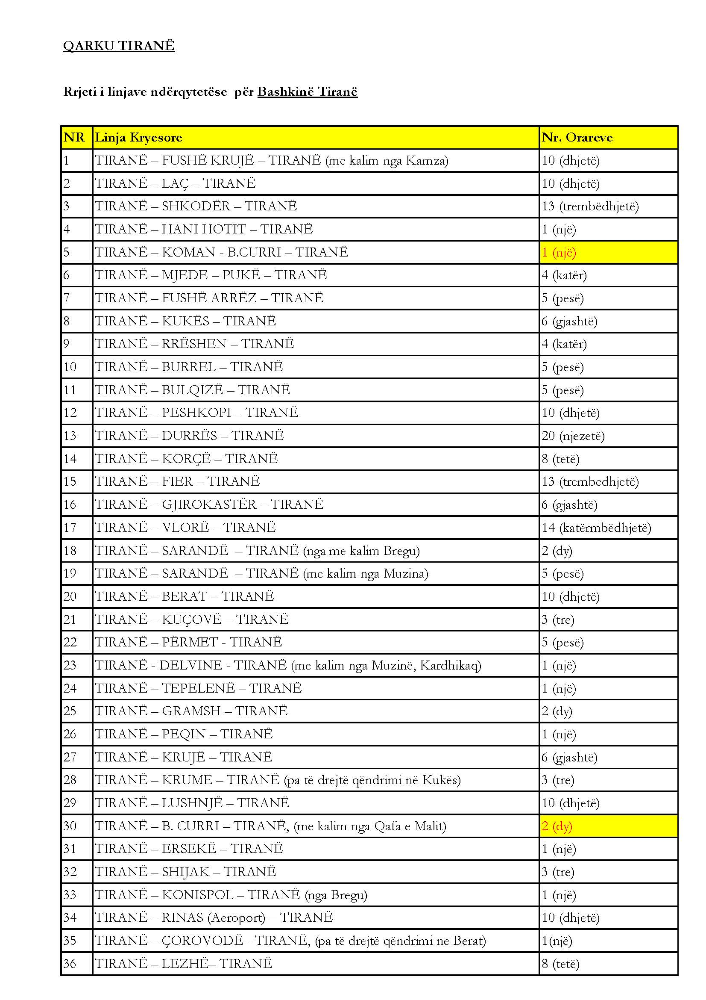 QARKU TIRANË
Rrjeti i linjave ndërqytetëse për Bashkinë Tiranë
NR Linja Kryesore Nr. Orareve
1 TIRANË – FUSHË KRUJË – TIRANË (me kalim nga Kamza) 10 (dhjetë)
2 TIRANË – LAÇ – TIRANË 10 (dhjetë)
3 TIRANË – SHKODËR – TIRANË 13 (trembëdhjetë)
4 TIRANË – HANI HOTIT – TIRANË 1 (një)
5 TIRANË – KOMAN - B.CURRI – TIRANË 1 (një)
6 TIRANË – MJEDE – PUKË – TIRANË 4 (katër)
7 TIRANË – FUSHË ARRËZ – TIRANË 5 (pesë)
8 TIRANË – KUKËS – TIRANË 6 (gjashtë)
9 TIRANË – RRËSHEN – TIRANË 4 (katër)
10 TIRANË – BURREL – TIRANË 5 (pesë)
11 TIRANË – BULQIZË – TIRANË 5 (pesë)
12 TIRANË – PESHKOPI – TIRANË 10 (dhjetë)
13 TIRANË – DURRËS – TIRANË 20 (njezetë)
14 TIRANË – KORÇË – TIRANË 8 (tetë)
15 TIRANË – FIER – TIRANË 13 (trembedhjetë)
16 TIRANË – GJIROKASTËR – TIRANË 6 (gjashtë)
17 TIRANË – VLORË – TIRANË 14 (katërmbëdhjetë)
18 TIRANË – SARANDË – TIRANË (nga me kalim Bregu) 2 (dy)
19 TIRANË – SARANDË – TIRANË (me kalim nga Muzina) 5 (pesë)
20 TIRANË – BERAT – TIRANË 10 (dhjetë)
21 TIRANË – KUÇOVË – TIRANË 3 (tre)
22 TIRANË – PËRMET - TIRANË 5 (pesë)
23 TIRANË - DELVINE - TIRANË (me kalim nga Muzinë, Kardhikaq) 1 (një)
24 TIRANË – TEPELENË – TIRANË 1 (një)
25 TIRANË – GRAMSH – TIRANË 2 (dy)
26 TIRANË – PEQIN – TIRANË 1 (një)
27 TIRANË – KRUJË – TIRANË 6 (gjashtë)
28 TIRANË – KRUME – TIRANË (pa të drejtë qëndrimi në Kukës) 3 (tre)
29 TIRANË – LUSHNJË – TIRANË 10 (dhjetë)
30 TIRANË – B. CURRI – TIRANË, (me kalim nga Qafa e Malit) 2 (dy)
31 TIRANË – ERSEKË – TIRANË 1 (një)
32 TIRANË – SHIJAK – TIRANË 3 (tre)
33 TIRANË – KONISPOL – TIRANË (nga Bregu) 1 (një)
34 TIRANË – RINAS (Aeroport) – TIRANË 10 (dhjetë)
35 TIRANË – ÇOROVODË - TIRANË, (pa të drejtë qëndrimi ne Berat) 1(një)
36 TIRANË – LEZHË– TIRANË 8 (tetë)